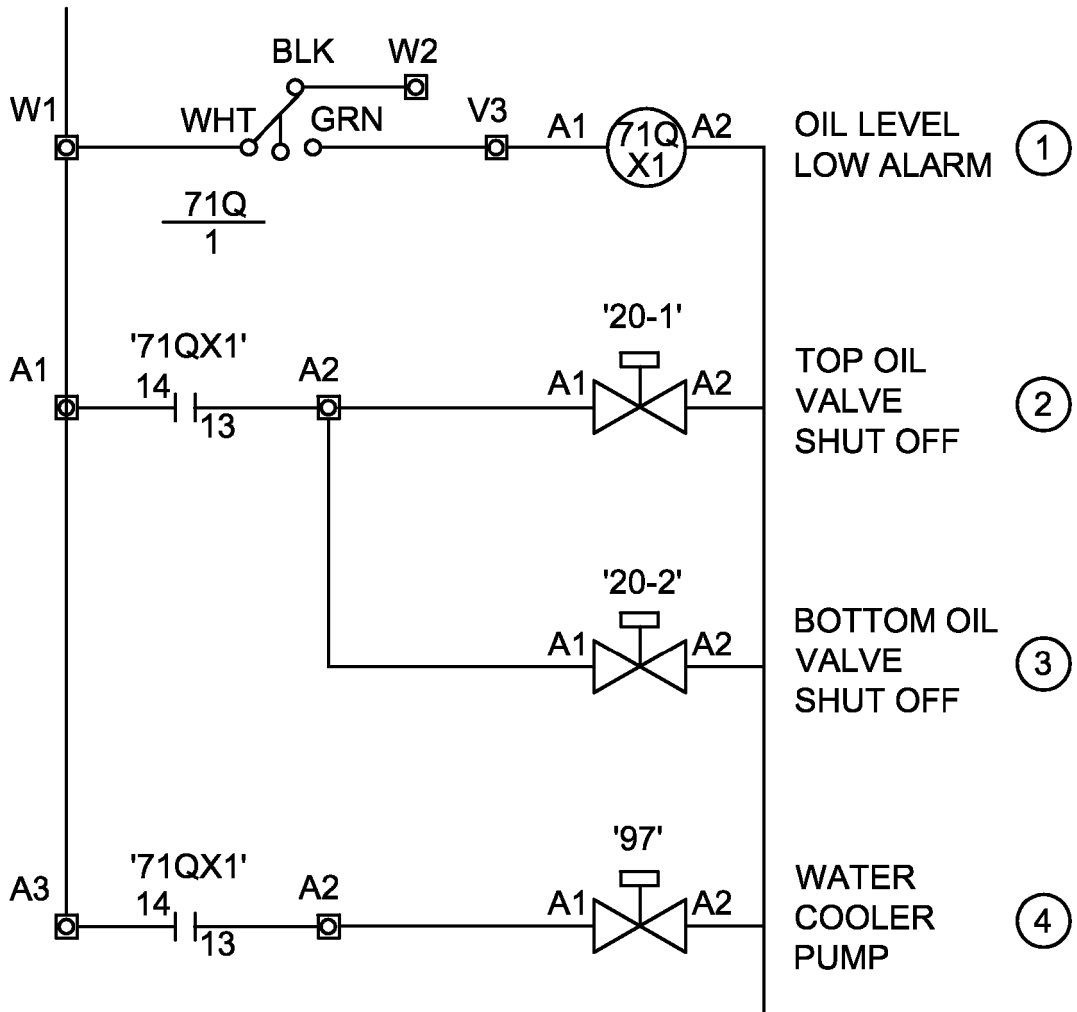 BLK W2
W1 WHT GRN V3 A1 71Q A2 OIL LEVEL
X1 LOW ALARM 1
71Q
1
'20-1'
'71QX1' TOP OIL
A1 14 A2 A1 A2 VALVE 2
13 SHUT OFF
'20-2'
BOTTOM OIL
A1 A2 VALVE 3
SHUT OFF
'97'
'71QX1' WATER
A3 14 A2 A1 A2 COOLER 4
13 PUMP